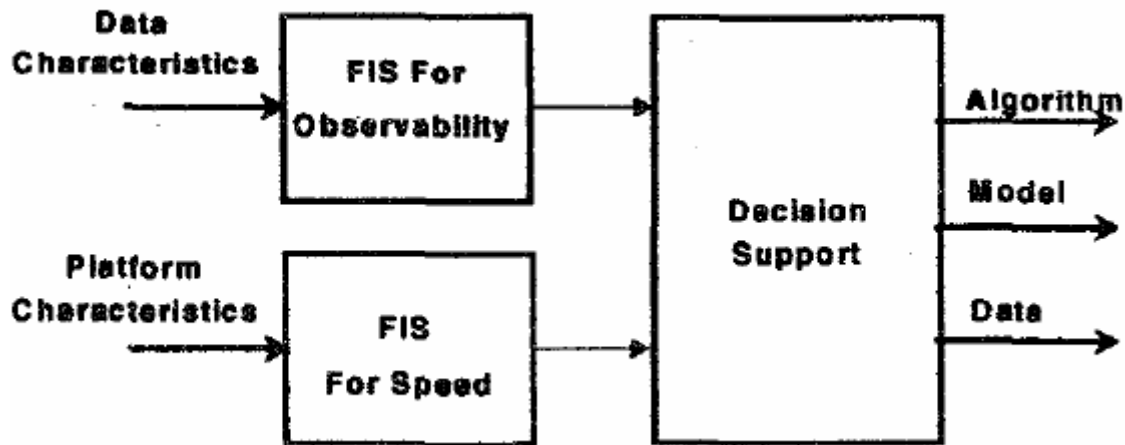 Data
Characteristics
FIS For
Observability
Platform
Characteristics
FIS
For Speed
Decision
Support
Algorithm
Model
Data